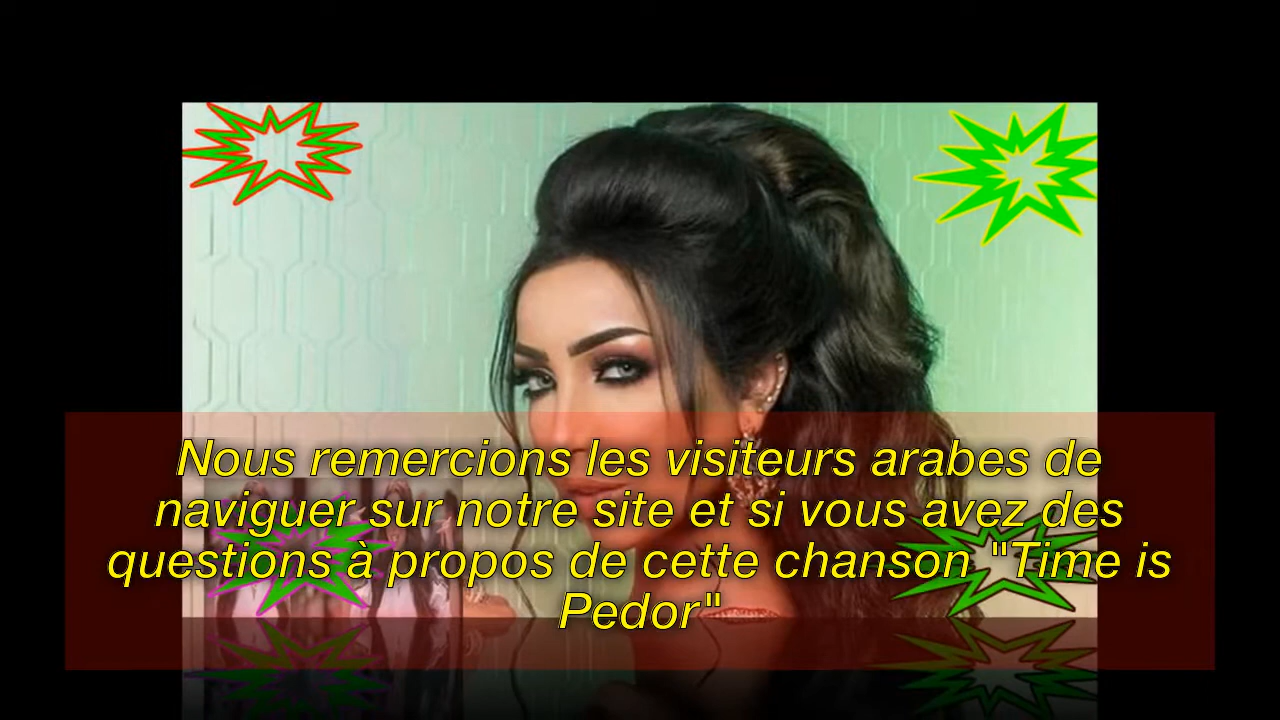 Nous remercions les visiteurs arabes de
naviguer sur notre site et si vous avez des
questions à propos de cette chanson "Time is
Pedor"